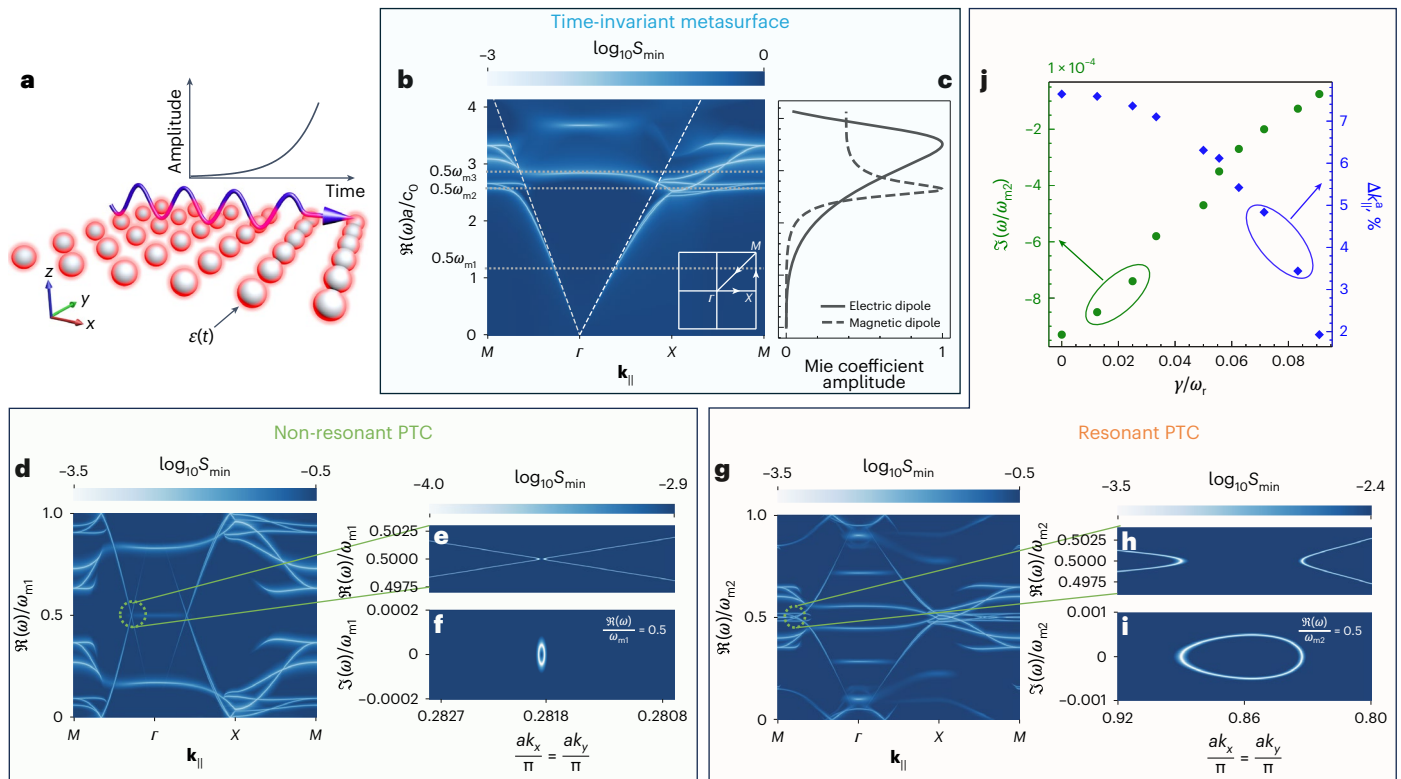 a
Amplitude
Time
ε(t)
z
y
x
Time-invariant metasurface
b
log₁₀Sₘᵢₙ
−3
0
ℜ(ω)a/c₀
4
3
2
1
0
0.5ωₘ₃
0.5ωₘ₂
0.5ωₘ₁
M
Γ
X
M
Γ
X
M
k||
c
Electric dipole
Magnetic dipole
0
1
Mie coefficient
amplitude
j
1 × 10⁻⁴
ℑ(ω/ωₘ₂)
−2
−4
−6
−8
0
0.02
0.04
0.06
0.08
γ/ωᵣ
7
6
5
4
3
2
Δkᵃ||, %
Non-resonant PTC
d
log₁₀Sₘᵢₙ
−3.5
−0.5
ℜ(ω)/ωₘ₁
1.0
0.5
0
M
Γ
X
M
k||
log₁₀Sₘᵢₙ
−4.0
−2.9
e
ℜ(ω)/ωₘ₁
0.5025
0.5000
0.4975
f
ℑ(ω)/ωₘ₁
0.0002
0
−0.0002
ℜ(ω)/ωₘ₁ = 0.5
0.2827
0.2818
0.2808
akₓ/π = akᵧ/π
Resonant PTC
g
log₁₀Sₘᵢₙ
−3.5
−0.5
ℜ(ω)/ωₘ₂
1.0
0.5
0
M
Γ
X
M
k||
log₁₀Sₘᵢₙ
−3.5
−2.4
h
ℜ(ω)/ωₘ₂
0.5025
0.5000
0.4975
i
ℑ(ω)/ωₘ₂
0.001
0
−0.001
ℜ(ω)/ωₘ₂ = 0.5
0.92
0.86
0.80
akₓ/π = akᵧ/π